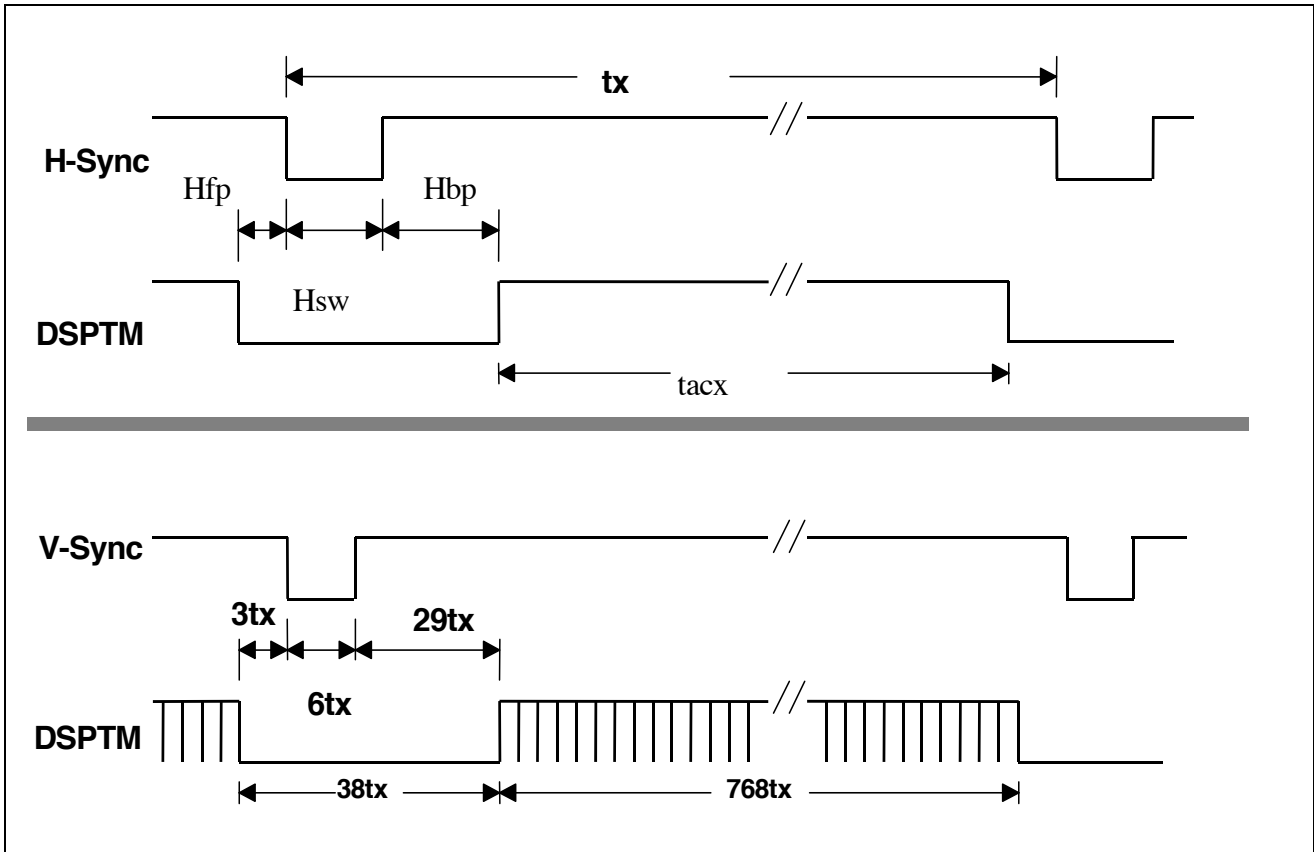 tx
H-Sync
Hfp
Hbp
Hsw
DSPTM
tacx
V-Sync
3tx
29tx
6tx
DSPTM
38tx
768tx